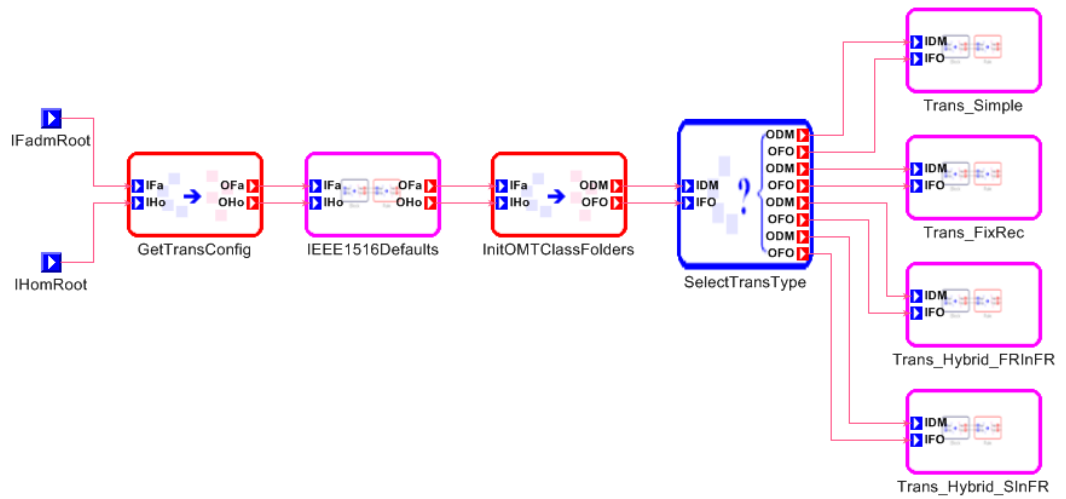 IFadmRoot
IHomRoot
IFa OFa
IHo OHo
GetTransConfig
IFa OFa
IHo OHo
IEEE1516Defaults
IFa ODM
IHo OFO
InitOMTClassFolders
ODM
OFO
ODM
IDM OFO
IFO ODM
OFO
ODM
OFO
?
SelectTransType
IDM
IFO
Trans_Simple
IDM
IFO
Trans_FixRec
IDM
IFO
Trans_Hybrid_FRInFR
IDM
IFO
Trans_Hybrid_SInFR